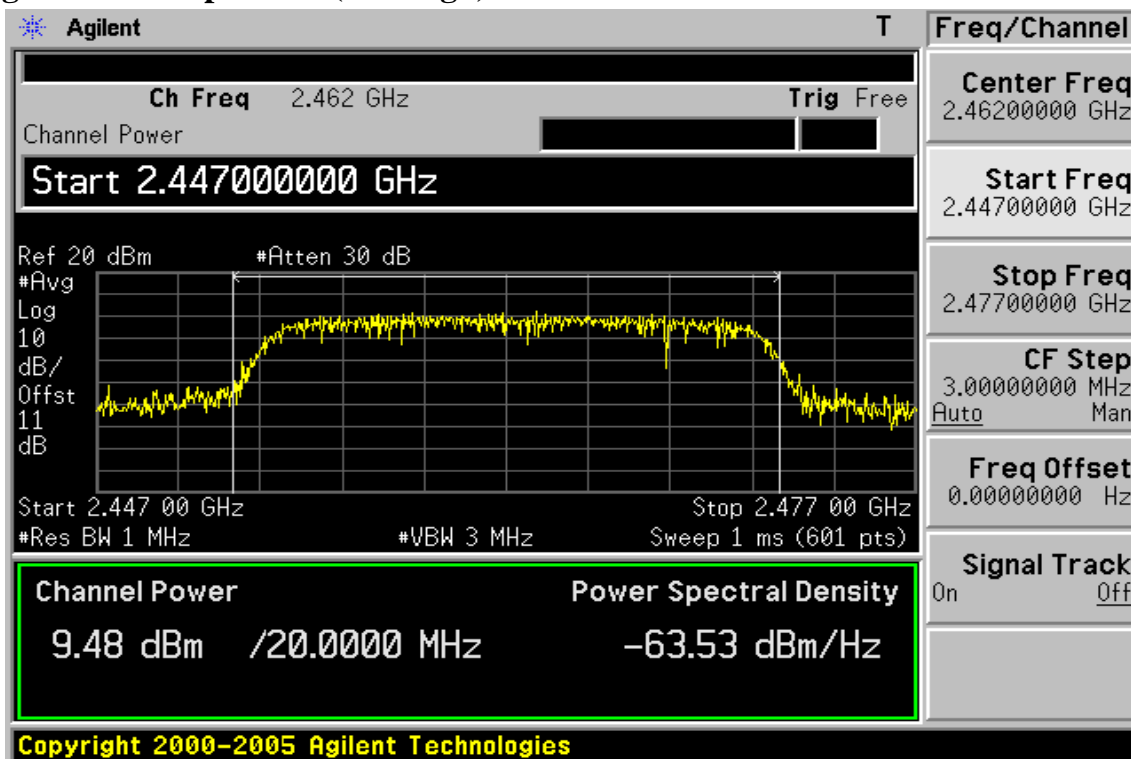 Agilent T
Ch Freq 2.462 GHz Trig Free
Channel Power
Start 2.447000000 GHz
Ref 20 dBm #Atten 30 dB
#Avg
Log
10
dB/
Offst
11
dB
Start 2.447 00 GHz Stop 2.477 00 GHz
#Res BW 1 MHz #VBW 3 MHz Sweep 1 ms (601 pts)
Channel Power Power Spectral Density
9.48 dBm /20.0000 MHz -63.53 dBm/Hz
Copyright 2000-2005 Agilent Technologies
Freq/Channel
Center Freq
2.46200000 GHz
Start Freq
2.44700000 GHz
Stop Freq
2.47700000 GHz
CF Step
3.00000000 MHz
Auto Man
Freq Offset
0.00000000 Hz
Signal Track
On Off